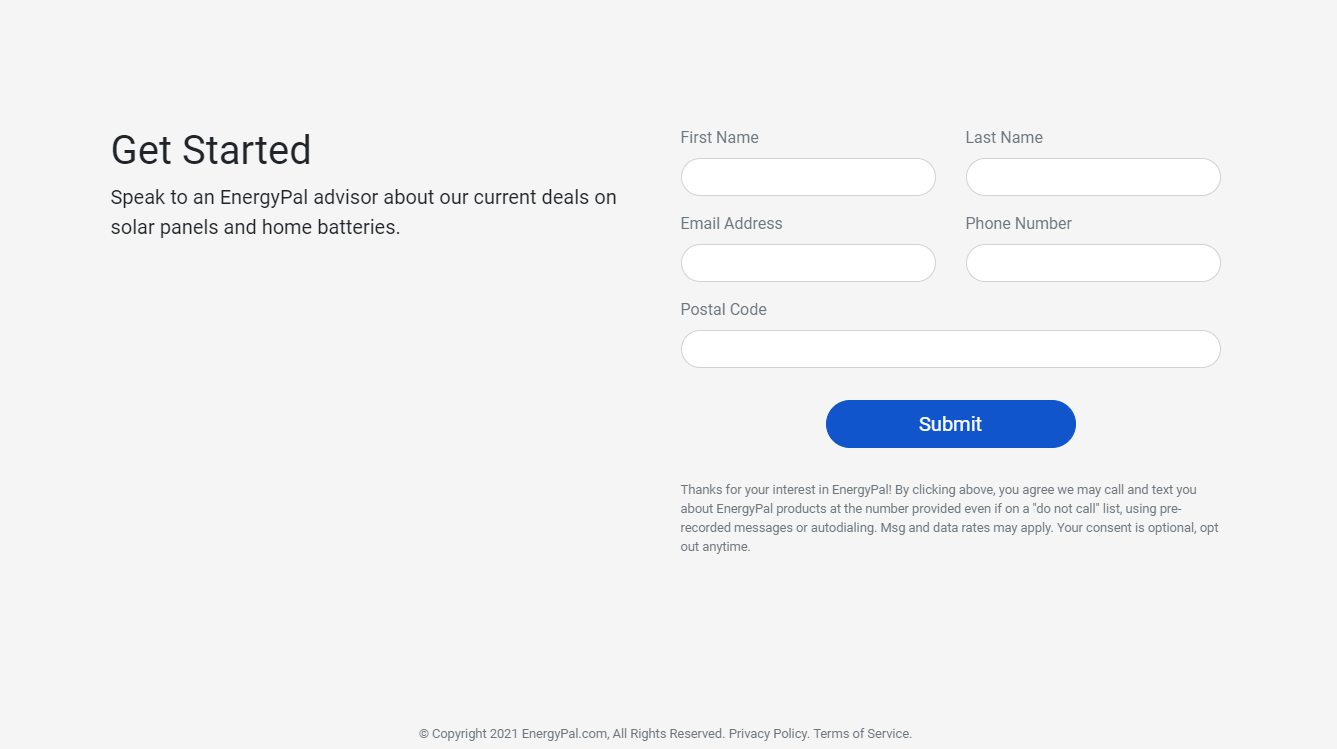 Get Started
Speak to an EnergyPal advisor about our current deals on
solar panels and home batteries.
First Name
Last Name
Email Address
Phone Number
Postal Code
Submit
Thanks for your interest in EnergyPal! By clicking above, you agree we may call and text you
about EnergyPal products at the number provided even if on a "do not call" list, using pre-
recorded messages or autodialing. Msg and data rates may apply. Your consent is optional, opt
out anytime.
© Copyright 2021 EnergyPal.com, All Rights Reserved. Privacy Policy. Terms of Service.